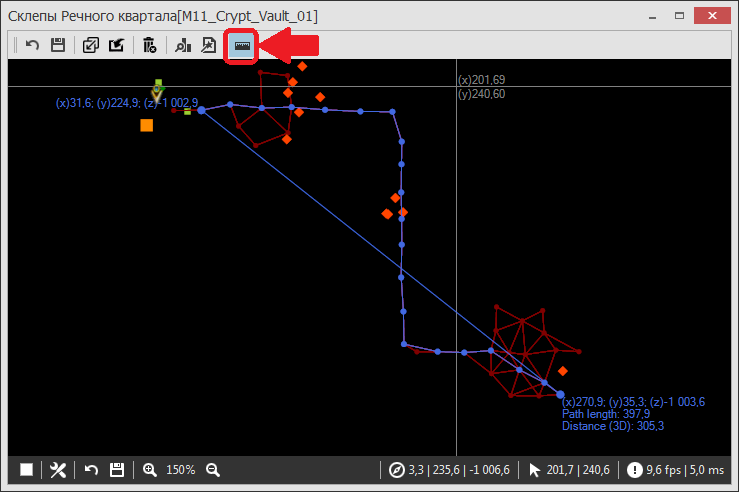 Склепы Речного квартала[M11_Crypt_Vault_01]
(x)201,69
(y)240,60
(x)31,6; (y)224,9; (z)-1 002,9
(x)270,9; (y)35,3; (z)-1 003,6
Path length: 397,9
Distance (3D): 305,3
150% 3,3 | 235,6 | -1 006,6 201,7 | 240,6 9,6 fps | 5,0 ms